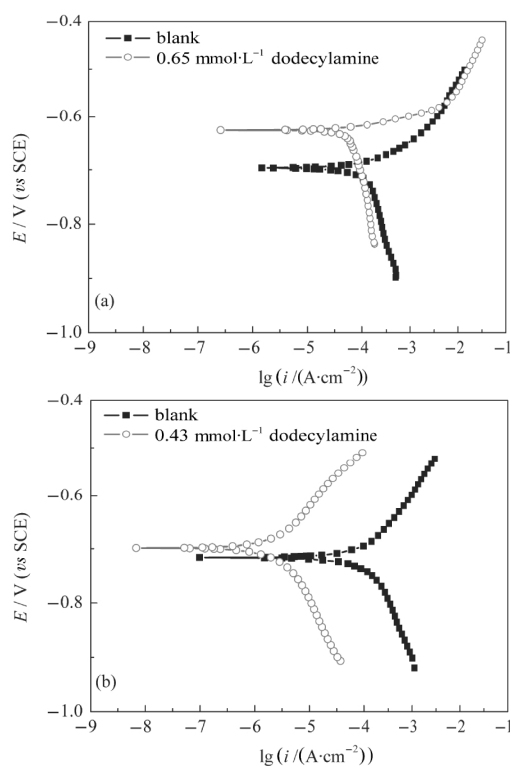 −0.4
blank
0.65 mmol·L⁻¹ dodecylamine
−0.6
E / V (vs SCE)
−0.8
(a)
−1.0
−9 −8 −7 −6 −5 −4 −3 −2 −1
lg (i /(A·cm⁻²))
−0.4
blank
0.43 mmol·L⁻¹ dodecylamine
−0.6
E / V (vs SCE)
−0.8
(b)
−1.0
−9 −8 −7 −6 −5 −4 −3 −2 −1
lg (i /(A·cm⁻²))